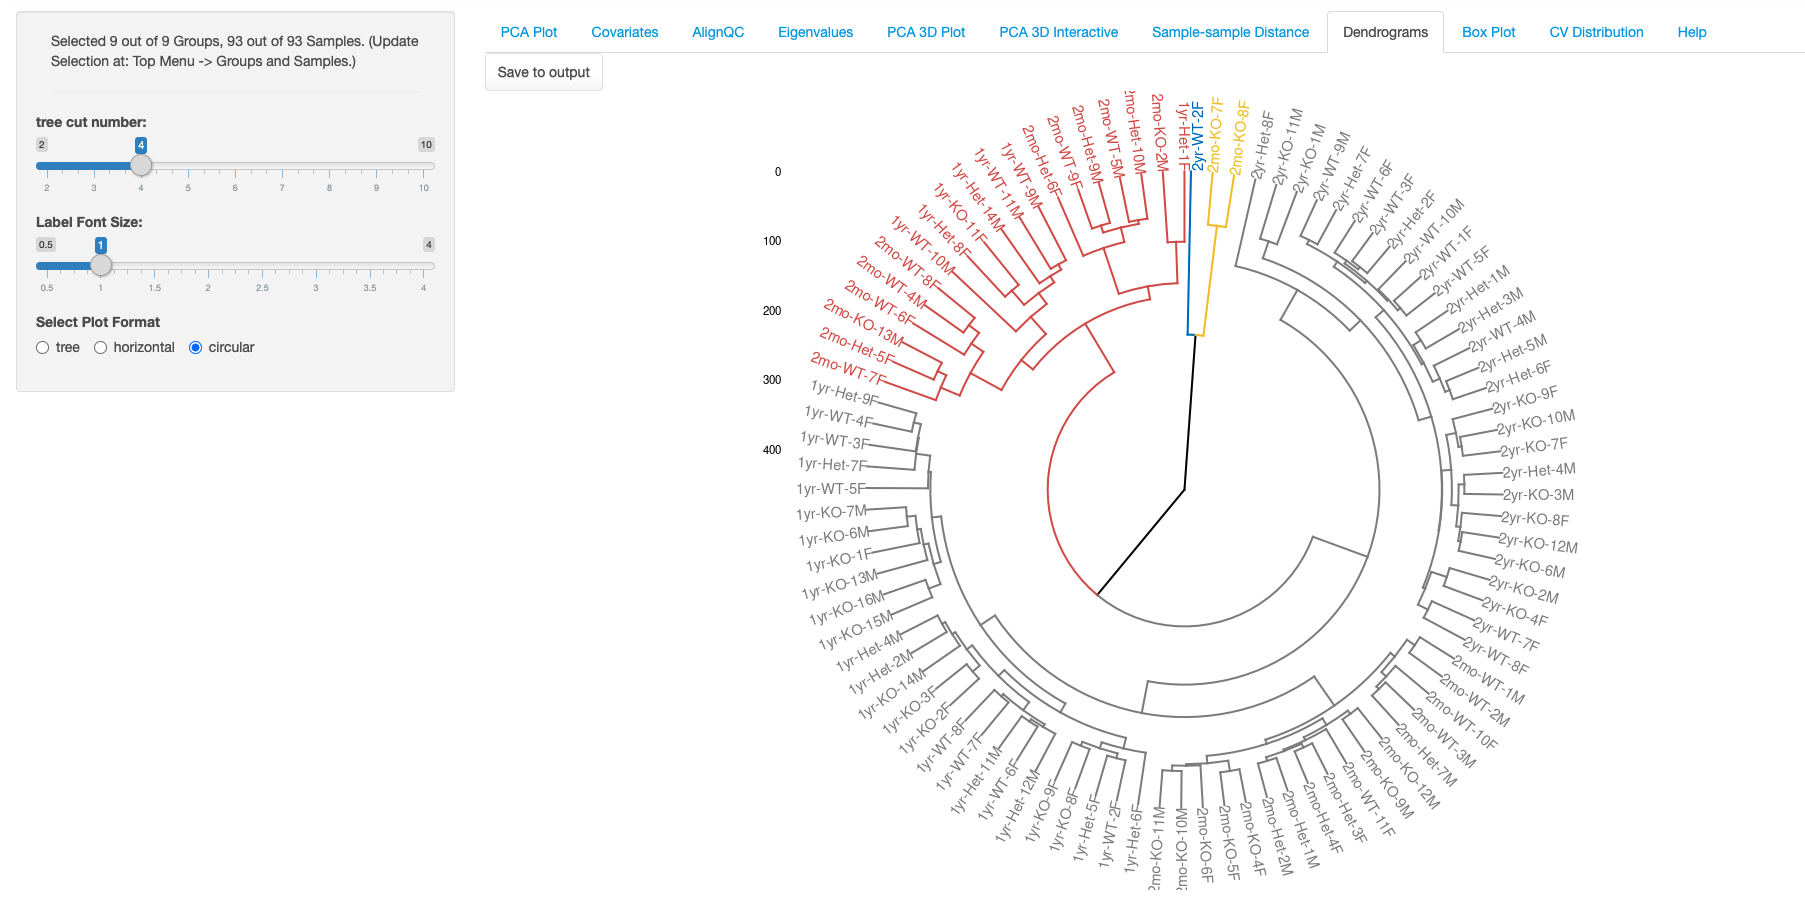 Selected 9 out of 9 Groups, 93 out of 93 Samples. (Update
Selection at: Top Menu -> Groups and Samples.)
tree cut number:
2
4
10
2 3 4 5 6 7 8 9 10
Label Font Size:
0.5
1
4
0.5 1 1.5 2 2.5 3 3.5 4
Select Plot Format
tree horizontal circular
PCA Plot Covariates AlignQC Eigenvalues PCA 3D Plot PCA 3D Interactive Sample-sample Distance Dendrograms Box Plot CV Distribution Help
Save to output
0
100
200
300
400
2yr-WT-2F
2mo-KO-7F
2mo-KO-8F
2yr-Het-8F
2yr-KO-11M
2yr-KO-1M
2yr-WT-9M
2yr-Het-7F
2yr-WT-6F
2yr-WT-3F
2yr-Het-2F
2yr-WT-10M
2yr-WT-1F
2yr-WT-5F
2yr-Het-1M
2yr-Het-3M
2yr-WT-4M
2yr-Het-5M
2yr-Het-6F
2yr-KO-9F
2yr-KO-10M
2yr-KO-7F
2yr-Het-4M
2yr-KO-3M
2yr-KO-8F
2yr-KO-12M
2yr-KO-6M
2yr-KO-2M
2yr-KO-4F
2yr-WT-7F
2yr-WT-8F
2mo-WT-1M
2mo-WT-2M
2mo-WT-10F
2mo-WT-3M
2mo-Het-7M
2mo-KO-12M
2mo-KO-9M
2mo-WT-11F
2mo-Het-3F
2mo-Het-4F
2mo-Het-1M
2mo-Het-2M
2mo-KO-4F
2mo-KO-5F
2mo-KO-6F
2mo-KO-10M
2mo-KO-11M
1yr-Het-6F
1yr-WT-2F
1yr-Het-5F
1yr-KO-8F
1yr-KO-9F
1yr-Het-12M
1yr-WT-6F
1yr-Het-11M
1yr-WT-7F
1yr-WT-8F
1yr-KO-2F
1yr-KO-3F
1yr-KO-14M
1yr-Het-2M
1yr-Het-4M
1yr-KO-15M
1yr-KO-16M
1yr-KO-13M
1yr-KO-1F
1yr-KO-6M
1yr-KO-7M
1yr-WT-5F
1yr-Het-7F
1yr-WT-3F
1yr-WT-4F
1yr-Het-9F
2mo-WT-7F
2mo-Het-5F
2mo-KO-13M
2mo-WT-6F
2mo-WT-4M
2mo-WT-8F
1yr-WT-10M
1yr-Het-8F
1yr-KO-11F
1yr-Het-14M
1yr-WT-11M
1yr-WT-9M
2mo-Het-6F
2mo-WT-9F
2mo-Het-9M
2mo-WT-5M
2mo-Het-10M
2mo-KO-2M
1yr-Het-1F